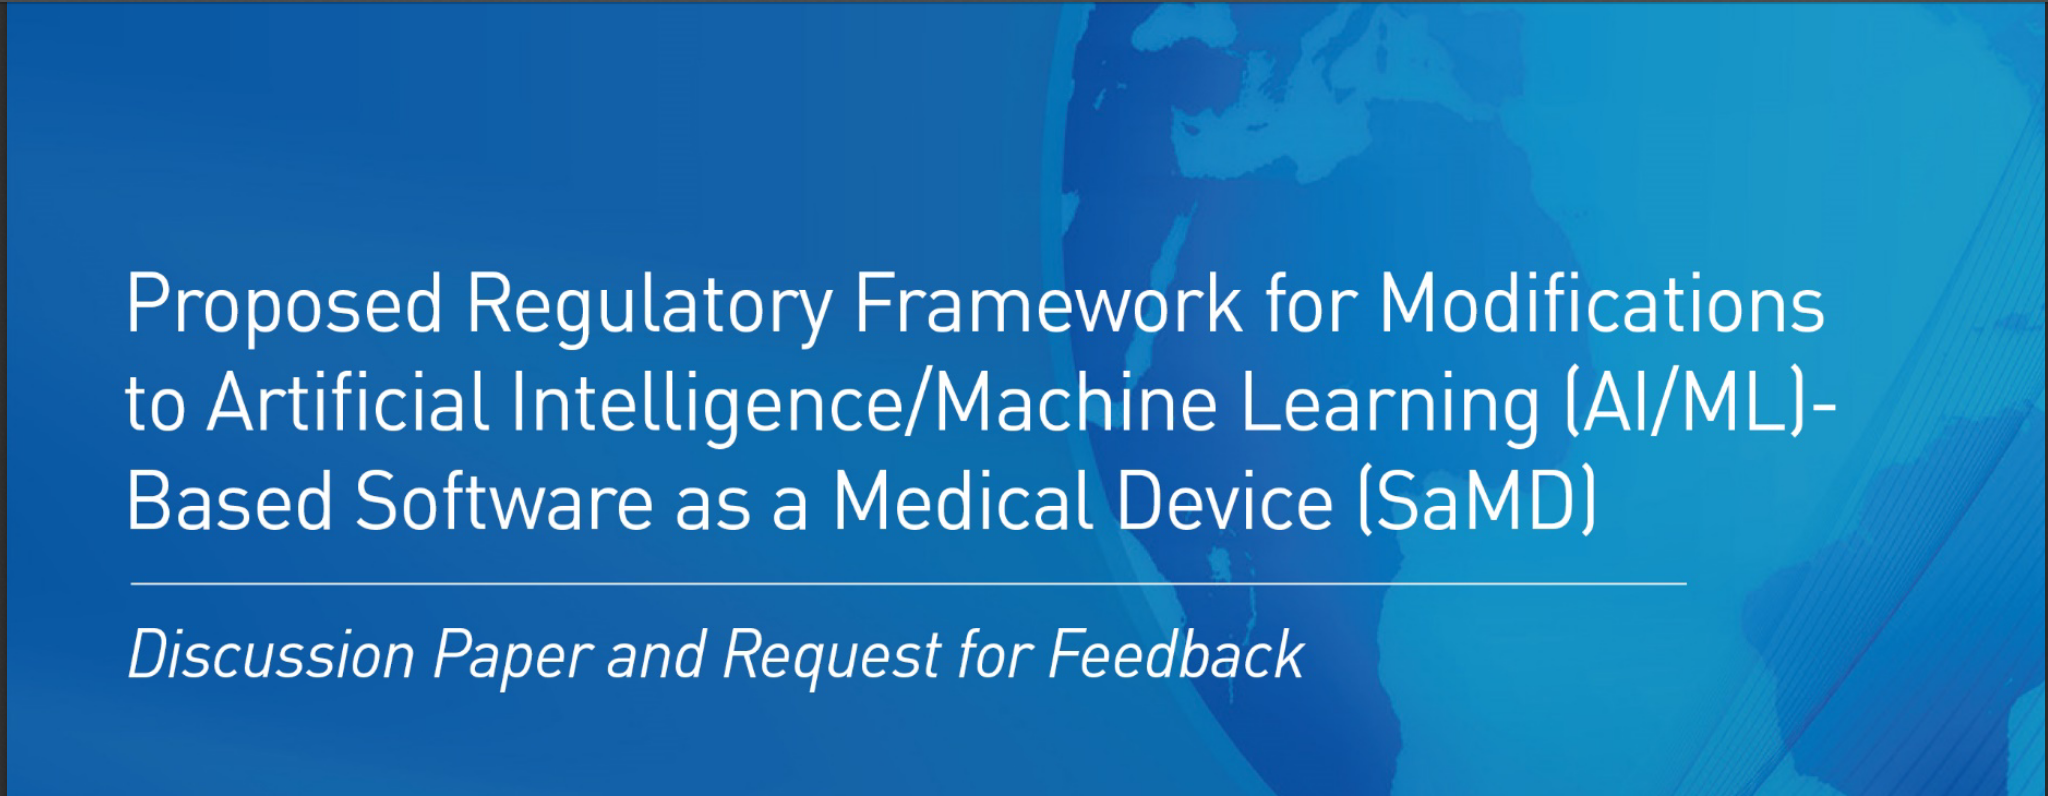 Proposed Regulatory Framework for Modifications
to Artificial Intelligence/Machine Learning (AI/ML)-
Based Software as a Medical Device (SaMD)
Discussion Paper and Request for Feedback